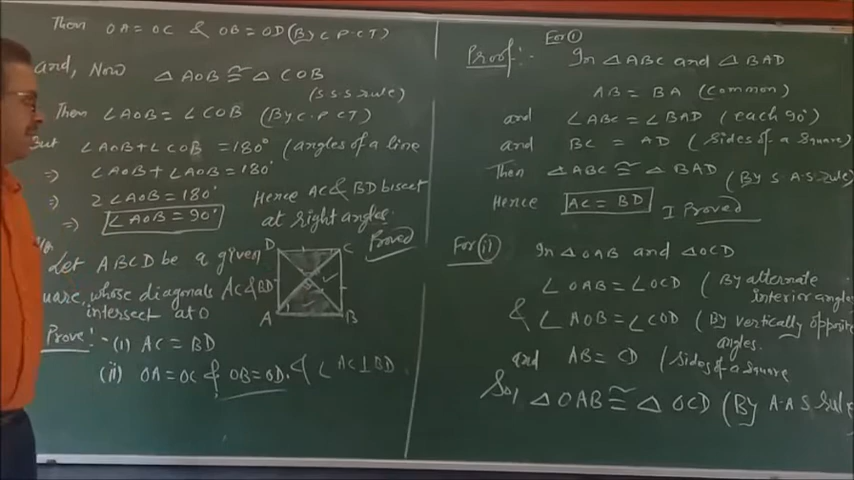 Then OA = OC & OB = OD (By C P C T)
and, Now △ AOB ≅ △ COB
(S.S.S rule)
Then ∠AOB = ∠COB (By C.P.CT)
But ∠AOB + ∠COB = 180° (angles of a line
⇒ ∠AOB + ∠AOB = 180°
⇒ 2∠AOB = 180°
⇒ ∠AOB = 90°
Hence AC & BD bisect
at right angles.
Proved
Let ABCD be a given
uare, whose diagonals AC & BD
intersect at O
D C
A B
Prove:- (i) AC = BD
(ii) OA = OC & OB = OD. & ∠ AC ⊥ BD
For (i)
Proof:- In △ABC and △ BAD
AB = BA (common)
and ∠ABC = ∠BAD (each 90°)
and BC = AD (sides of a square)
Then △ABC ≅ △ BAD (By S.A.S. rule)
Hence AC = BD I Proved
For (ii) In △OAB and △OCD
∠OAB = ∠OCD (By alternate
interior angles
& ∠AOB = ∠COD (By vertically opposite
angles.
and AB = CD (sides of a square
So, △ OAB ≅ △ OCD (By A.A.S rule